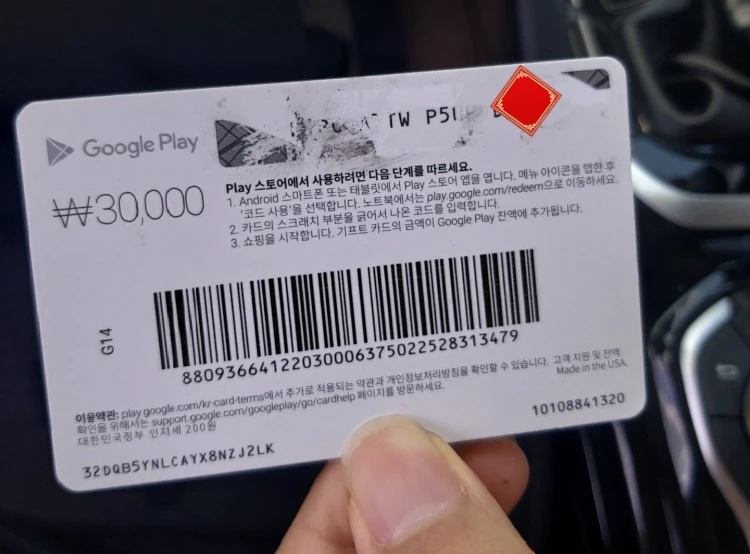 Google Play
₩30,000
Play 스토어에서 사용하려면 다음 단계를 따르세요.
1. Android 스마트폰 또는 태블릿에서 Play 스토어 앱을 엽니다. 메뉴 아이콘을 탭한 후
'코드 사용'을 선택합니다. 노트북에서는 play.google.com/redeem으로 이동하세요.
2. 카드의 스크래치 부분을 긁어서 나온 코드를 입력합니다.
3. 쇼핑을 시작합니다. 기프트 카드의 금액이 Google Play 잔액에 추가됩니다.
G14
88093664122030006375022528313479
이용약관: play.google.com/kr-card-terms에서 추가로 적용되는 약관과 개인정보처리방침을 확인할 수 있습니다. 고객 지원 및 잔액
확인을 위해서는 support.google.com/googleplay/go/cardhelp 페이지를 방문하세요.
Made in the USA.
대한민국정부 인지세 200원
10108841320
32DQB5YNLCAYX8NZJ2LK